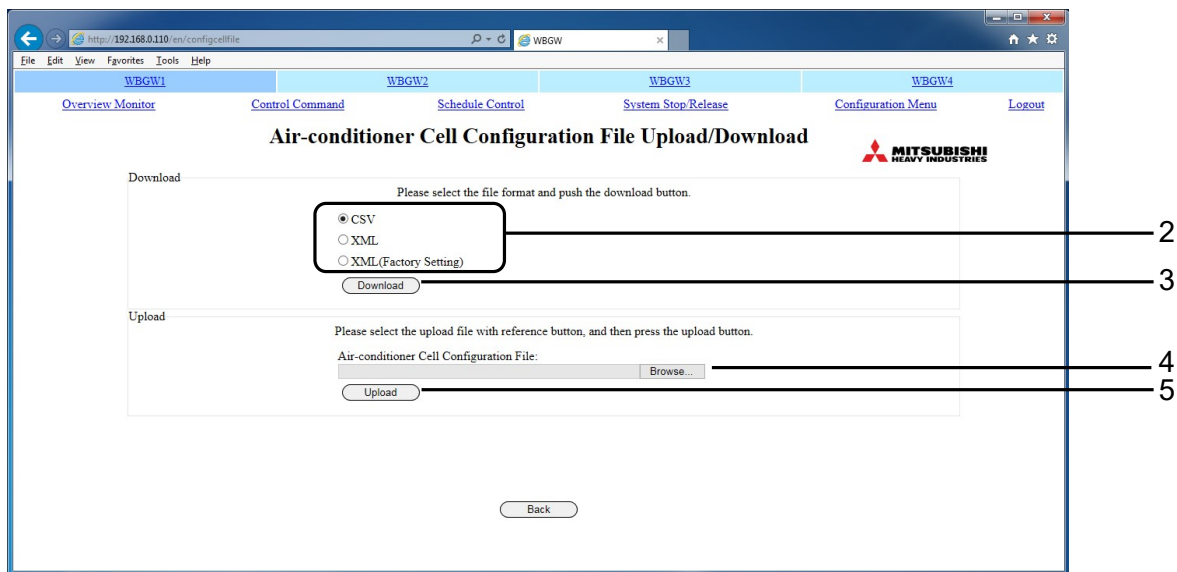 http://192.168.0.110/en/configcellfile
WBGW
File Edit View Favorites Tools Help
WBGW1 WBGW2 WBGW3 WBGW4
Overview Monitor Control Command Schedule Control System Stop/Release Configuration Menu Logout
Air-conditioner Cell Configuration File Upload/Download
MITSUBISHI
HEAVY INDUSTRIES
Download
Please select the file format and push the download button.
CSV
2
XML
XML(Factory Setting)
Download
3
Upload
Please select the upload file with reference button, and then press the upload button.
Air-conditioner Cell Configuration File:
Browse...
4
Upload
5
Back